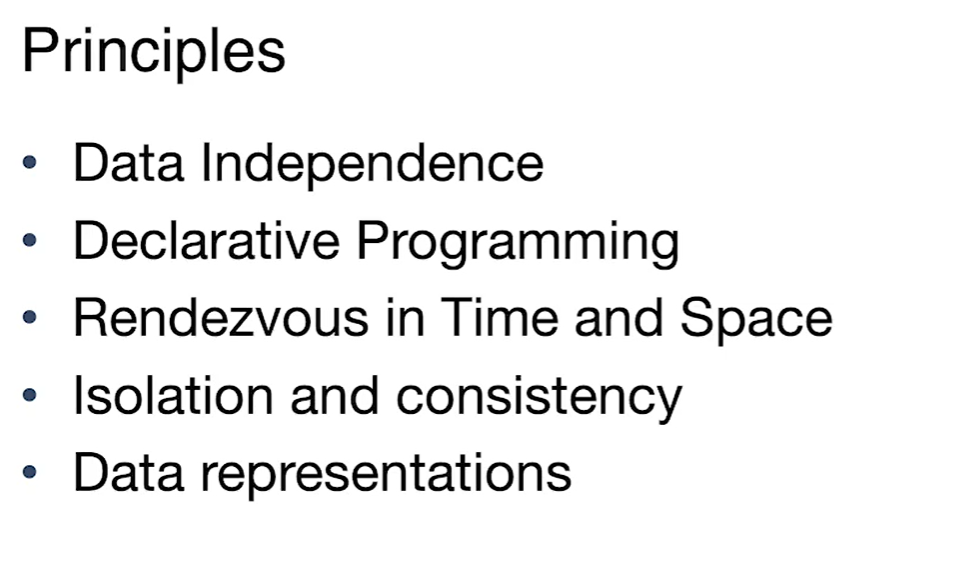 Principles
• Data Independence
• Declarative Programming
• Rendezvous in Time and Space
• Isolation and consistency
• Data representations